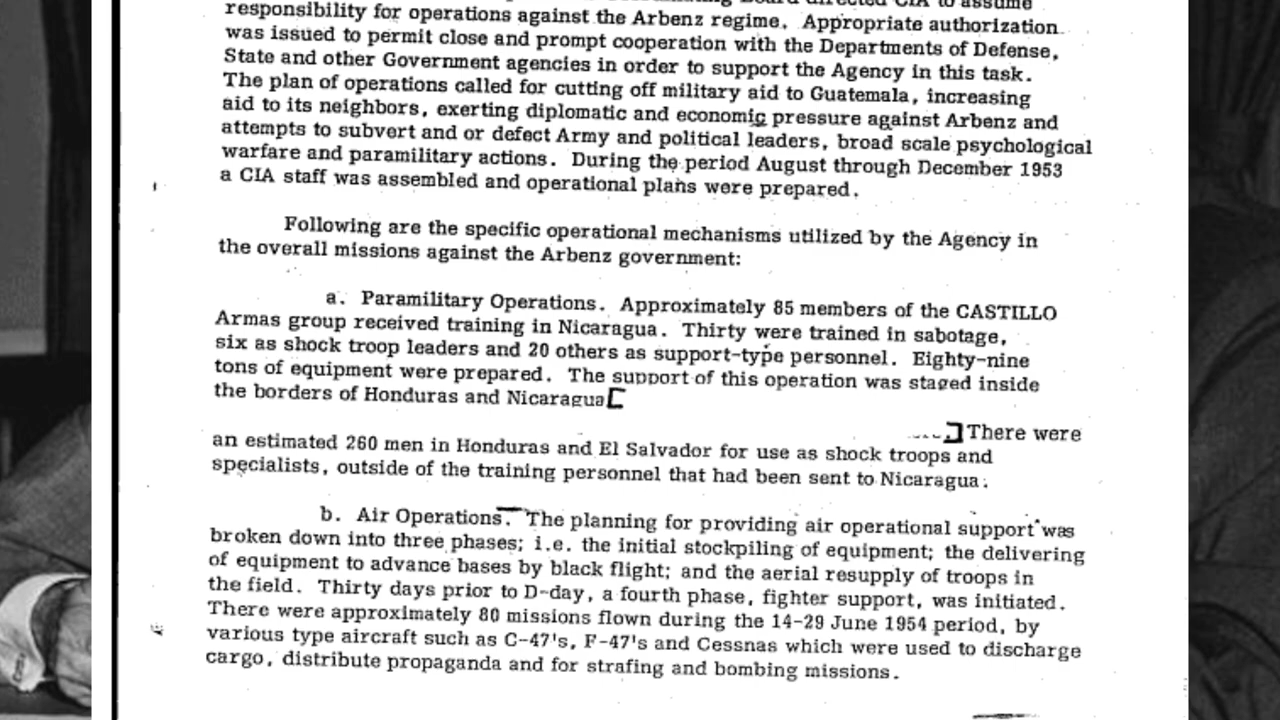 Board directed CIA to assume
responsibility for operations against the Arbenz regime. Appropriate authorization
was issued to permit close and prompt cooperation with the Departments of Defense,
State and other Government agencies in order to support the Agency in this task.
The plan of operations called for cutting off military aid to Guatemala, increasing
aid to its neighbors, exerting diplomatic and economic pressure against Arbenz and
attempts to subvert and or defect Army and political leaders, broad scale psychological
warfare and paramilitary actions. During the period August through December 1953
a CIA staff was assembled and operational plans were prepared.
Following are the specific operational mechanisms utilized by the Agency in
the overall missions against the Arbenz government:
a. Paramilitary Operations. Approximately 85 members of the CASTILLO
Armas group received training in Nicaragua. Thirty were trained in sabotage,
six as shock troop leaders and 20 others as support-type personnel. Eighty-nine
tons of equipment were prepared. The support of this operation was staged inside
the borders of Honduras and Nicaragua[
] There were
an estimated 260 men in Honduras and El Salvador for use as shock troops and
specialists, outside of the training personnel that had been sent to Nicaragua.
b. Air Operations. The planning for providing air operational support was
broken down into three phases; i.e. the initial stockpiling of equipment; the delivering
of equipment to advance bases by black flight; and the aerial resupply of troops in
the field. Thirty days prior to D-day, a fourth phase, fighter support, was initiated.
There were approximately 80 missions flown during the 14-29 June 1954 period, by
various type aircraft such as C-47's, F-47's and Cessnas which were used to discharge
cargo, distribute propaganda and for strafing and bombing missions.